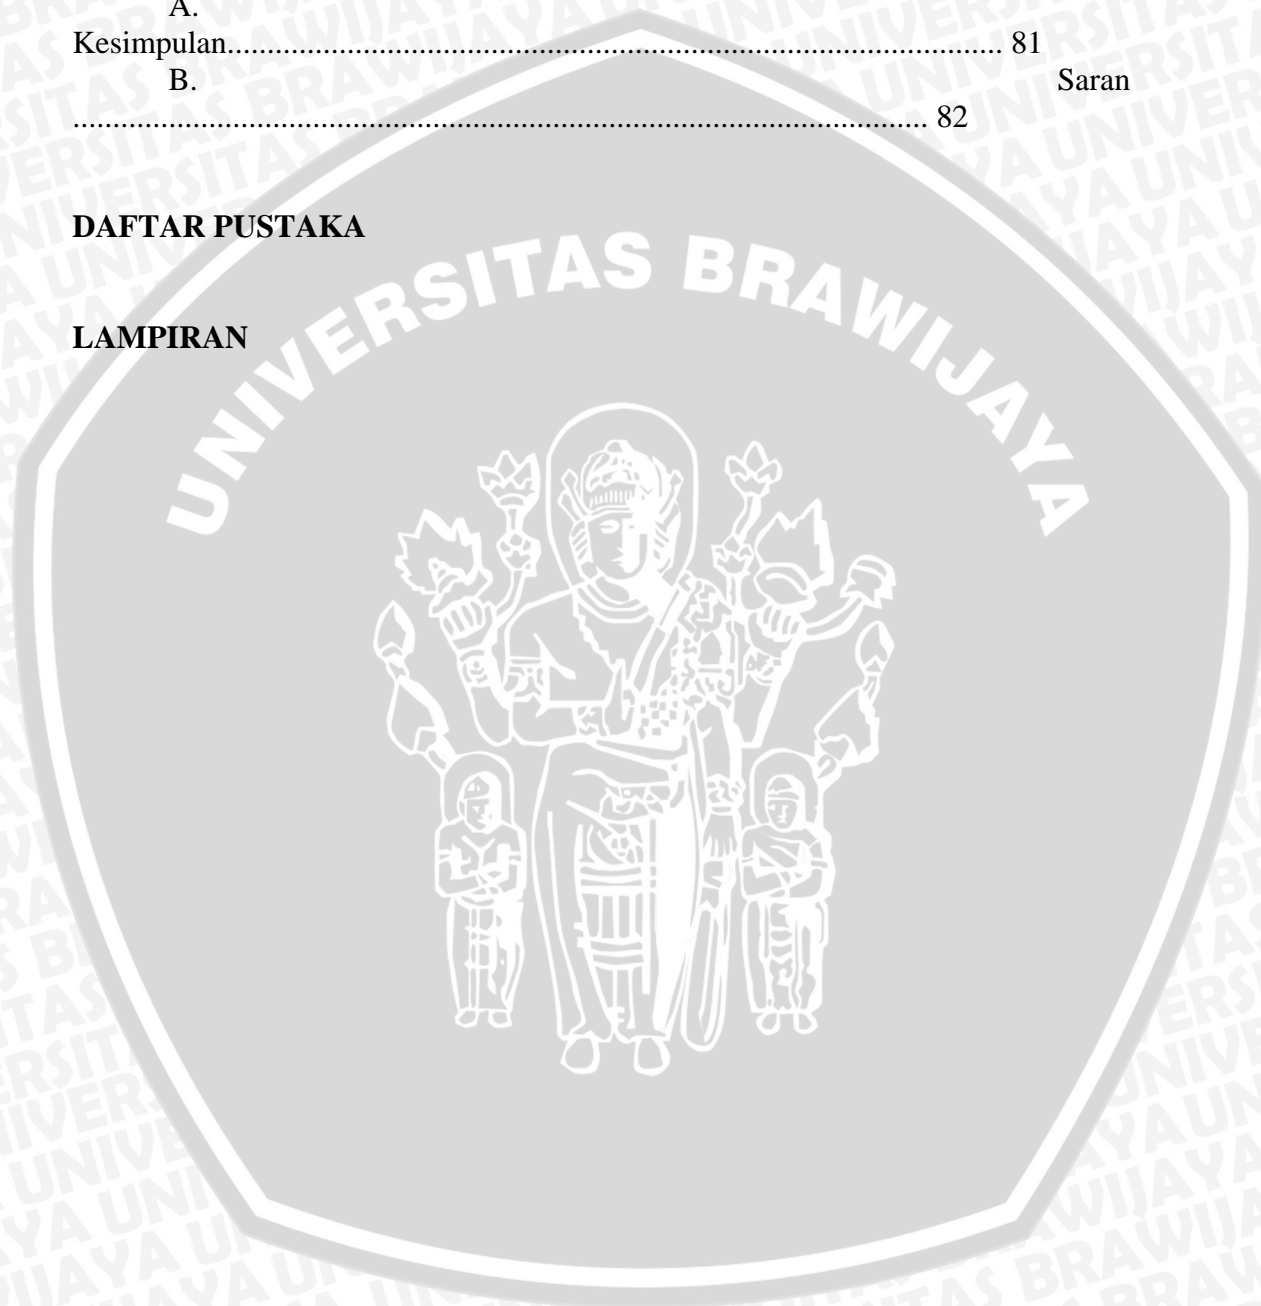 A.
Kesimpulan................................................................................................ 81
B. Saran
.......................................................................................................... 82
DAFTAR PUSTAKA
LAMPIRAN
UNIVERSITAS BRAWIJAYA